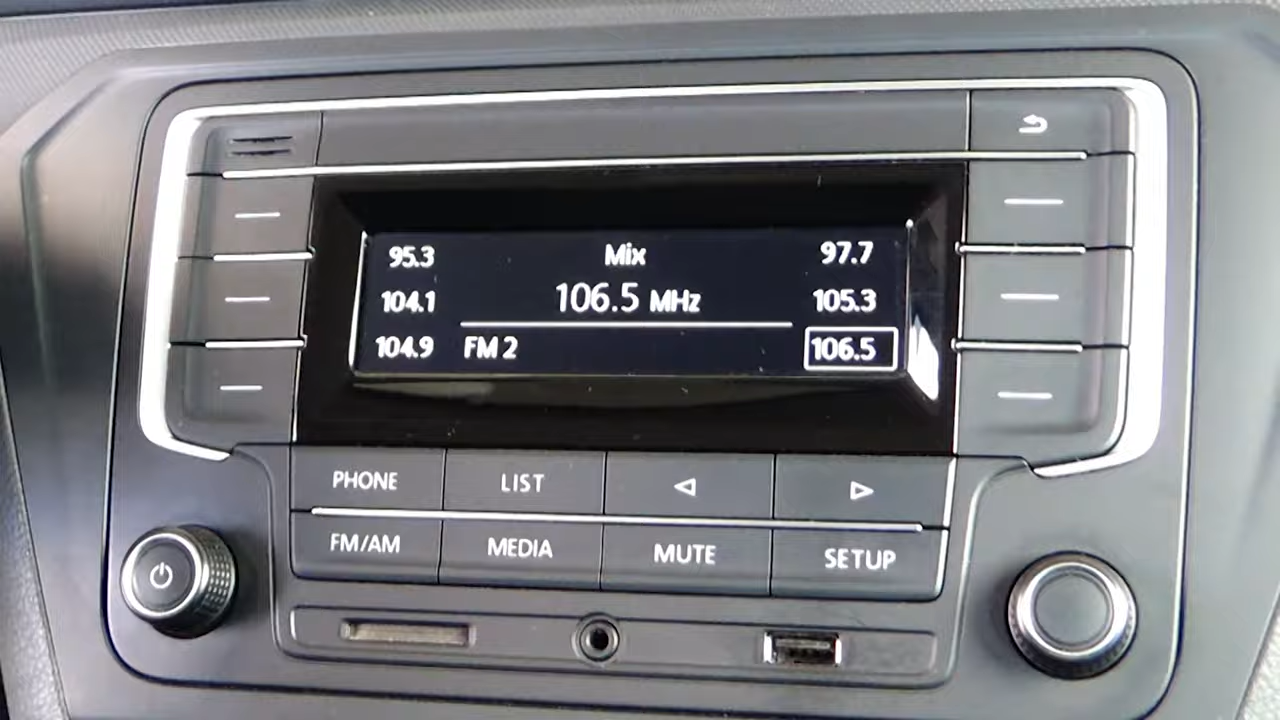 95.3 Mix 97.7
104.1 106.5 MHz 105.3
104.9 FM 2 106.5
PHONE LIST
FM/AM MEDIA MUTE SETUP